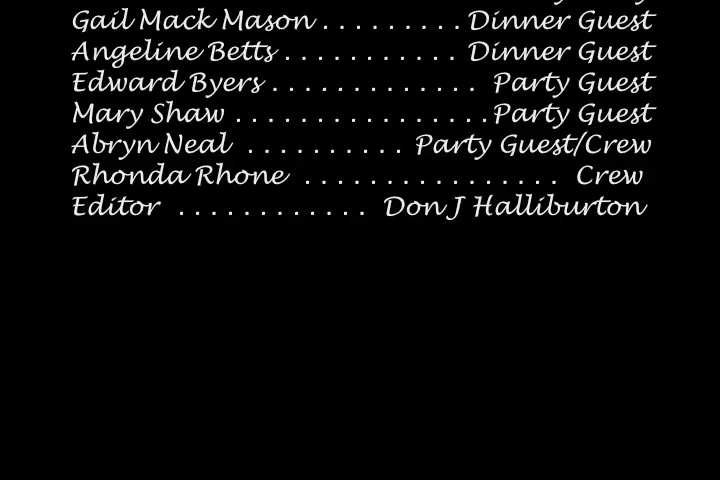 Gail Mack Mason . . . . . . . . . Dinner Guest
Angeline Betts . . . . . . . . . . . Dinner Guest
Edward Byers . . . . . . . . . . . . . Party Guest
Mary Shaw . . . . . . . . . . . . . . . . Party Guest
Abryn Neal . . . . . . . . . . Party Guest/Crew
Rhonda Rhone . . . . . . . . . . . . . . . . Crew
Editor . . . . . . . . . . . . Don J Halliburton